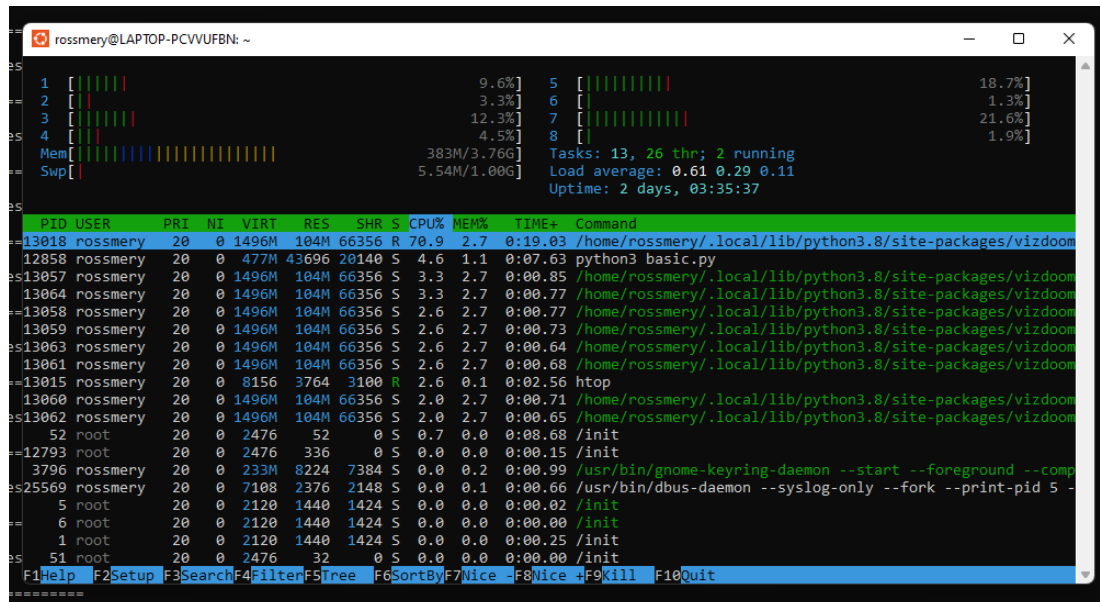 rossmery@LAPTOP-PCVVUFBN: ~
1 [|||||| 9.6%] 5 [|||||||||| 18.7%]
2 [|| 3.3%] 6 [| 1.3%]
3 [||||||| 12.3%] 7 [|||||||||||| 21.6%]
4 [||| 4.5%] 8 [| 1.9%]
Mem[|||||||||||||||||||||||| 383M/3.76G] Tasks: 13, 26 thr; 2 running
Swp[| 5.54M/1.00G] Load average: 0.61 0.29 0.11
Uptime: 2 days, 03:35:37
PID USER PRI NI VIRT RES SHR S CPU% MEM% TIME+ Command
13018 rossmery 20 0 1496M 104M 66356 R 70.9 2.7 0:19.03 /home/rossmery/.local/lib/python3.8/site-packages/vizdoom
12858 rossmery 20 0 477M 43696 20140 S 4.6 1.1 0:07.63 python3 basic.py
13057 rossmery 20 0 1496M 104M 66356 S 3.3 2.7 0:00.85 /home/rossmery/.local/lib/python3.8/site-packages/vizdoom
13064 rossmery 20 0 1496M 104M 66356 S 3.3 2.7 0:00.77 /home/rossmery/.local/lib/python3.8/site-packages/vizdoom
13058 rossmery 20 0 1496M 104M 66356 S 2.6 2.7 0:00.77 /home/rossmery/.local/lib/python3.8/site-packages/vizdoom
13059 rossmery 20 0 1496M 104M 66356 S 2.6 2.7 0:00.73 /home/rossmery/.local/lib/python3.8/site-packages/vizdoom
13063 rossmery 20 0 1496M 104M 66356 S 2.6 2.7 0:00.64 /home/rossmery/.local/lib/python3.8/site-packages/vizdoom
13061 rossmery 20 0 1496M 104M 66356 S 2.6 2.7 0:00.68 /home/rossmery/.local/lib/python3.8/site-packages/vizdoom
13015 rossmery 20 0 8156 3764 3100 R 2.6 0.1 0:02.56 htop
13060 rossmery 20 0 1496M 104M 66356 S 2.0 2.7 0:00.71 /home/rossmery/.local/lib/python3.8/site-packages/vizdoom
13062 rossmery 20 0 1496M 104M 66356 S 2.0 2.7 0:00.65 /home/rossmery/.local/lib/python3.8/site-packages/vizdoom
52 root 20 0 2476 52 0 S 0.7 0.0 0:08.68 /init
12793 root 20 0 2476 336 0 S 0.0 0.0 0:00.15 /init
3796 rossmery 20 0 233M 8224 7384 S 0.0 0.2 0:00.99 /usr/bin/gnome-keyring-daemon --start --foreground --comp
25569 rossmery 20 0 7108 2376 2148 S 0.0 0.1 0:00.66 /usr/bin/dbus-daemon --syslog-only --fork --print-pid 5 -
5 root 20 0 2120 1440 1424 S 0.0 0.0 0:00.02 /init
6 root 20 0 2120 1440 1424 S 0.0 0.0 0:00.00 /init
1 root 20 0 2120 1440 1424 S 0.0 0.0 0:00.25 /init
51 root 20 0 2476 32 0 S 0.0 0.0 0:00.00 /init
F1Help F2Setup F3SearchF4FilterF5Tree F6SortByF7Nice -F8Nice +F9Kill F10Quit